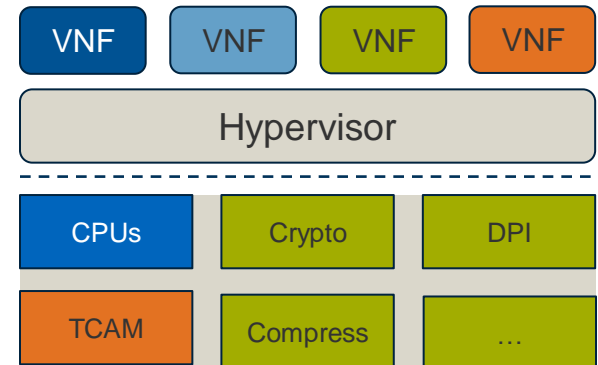 VNF VNF VNF VNF
Hypervisor
CPUs Crypto DPI
TCAM Compress …